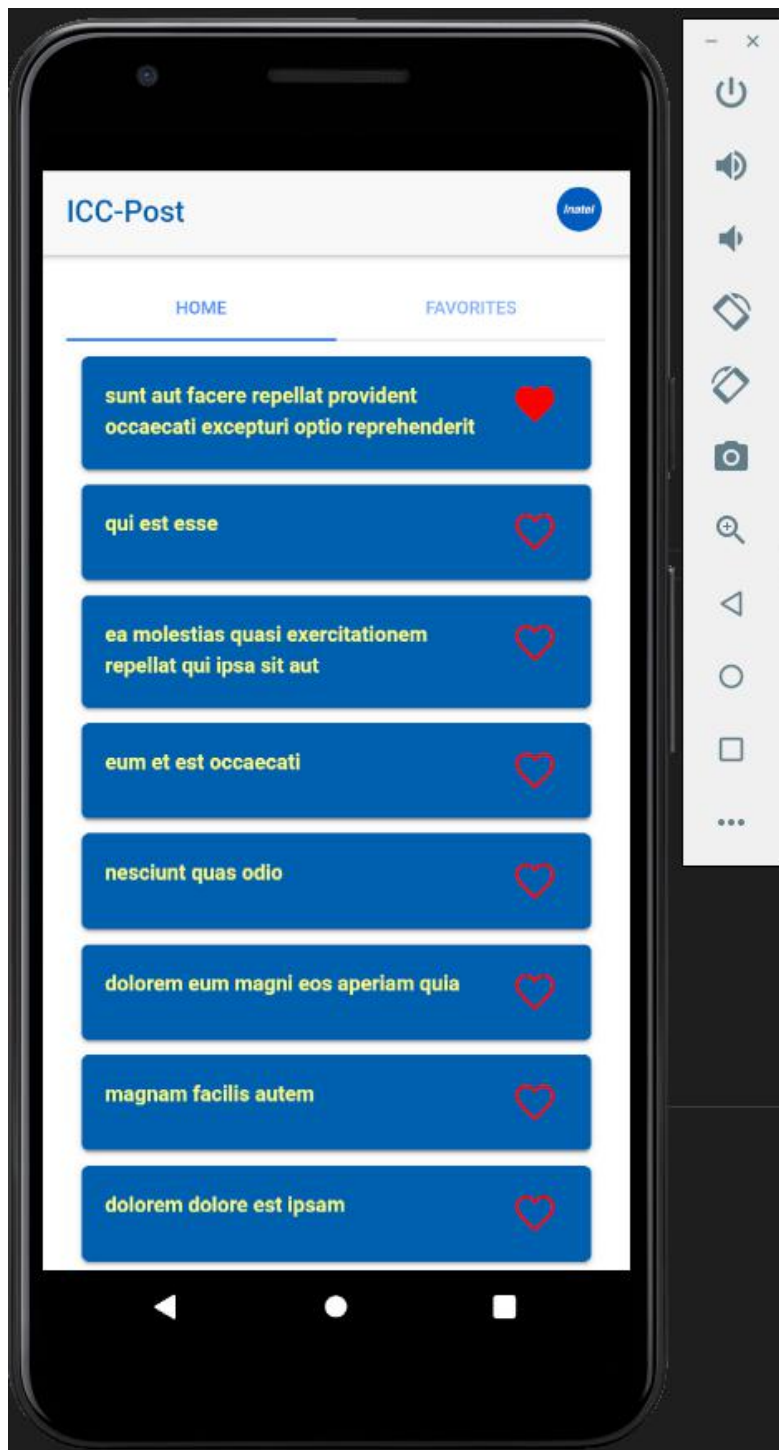 ICC-Post
Inatel
HOME
FAVORITES
sunt aut facere repellat provident
occaecati excepturi optio reprehenderit
qui est esse
ea molestias quasi exercitationem
repellat qui ipsa sit aut
eum et est occaecati
nesciunt quas odio
dolorem eum magni eos aperiam quia
magnam facilis autem
dolorem dolore est ipsam